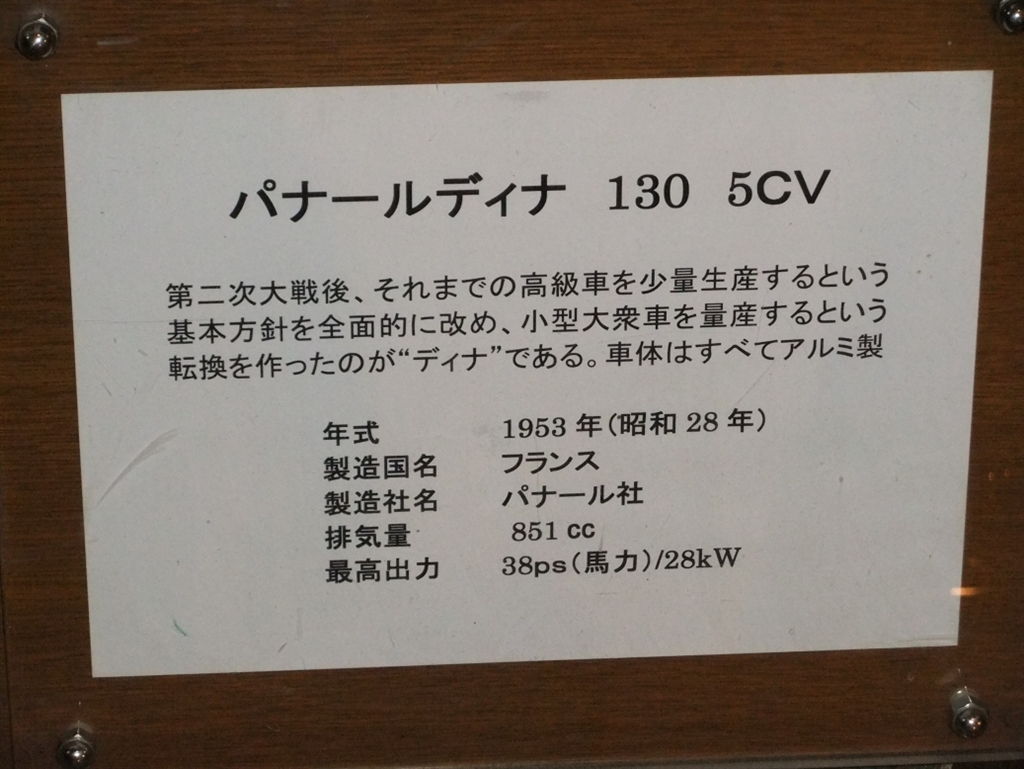 パナールディナ 130 5CV
第二次大戦後、それまでの高級車を少量生産するという
基本方針を全面的に改め、小型大衆車を量産するという
転換を作ったのが“ディナ”である。車体はすべてアルミ製
年式 1953 年(昭和 28 年)
製造国名 フランス
製造社名 パナール社
排気量 851 cc
最高出力 38ps(馬力)/28kW